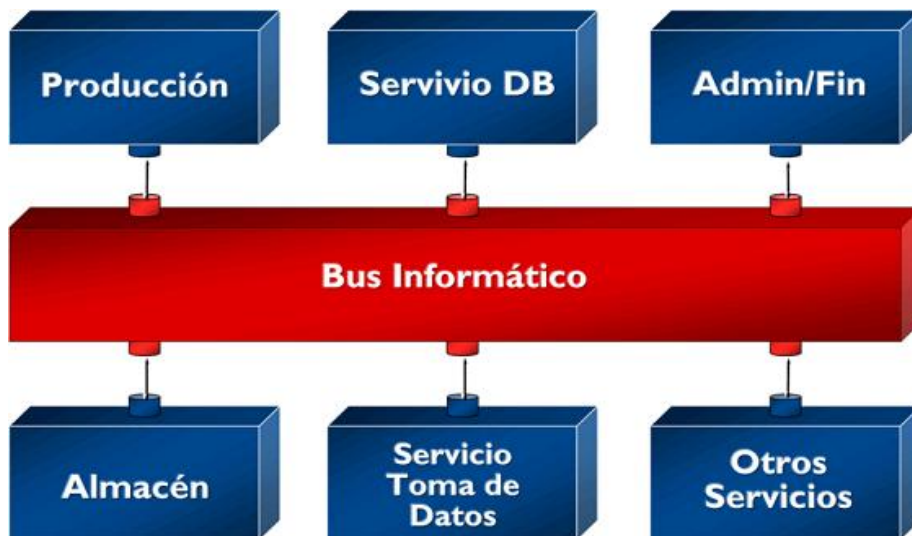 Producción
Servivio DB
Admin/Fin
Bus Informático
Almacén
Servicio
Toma de
Datos
Otros
Servicios